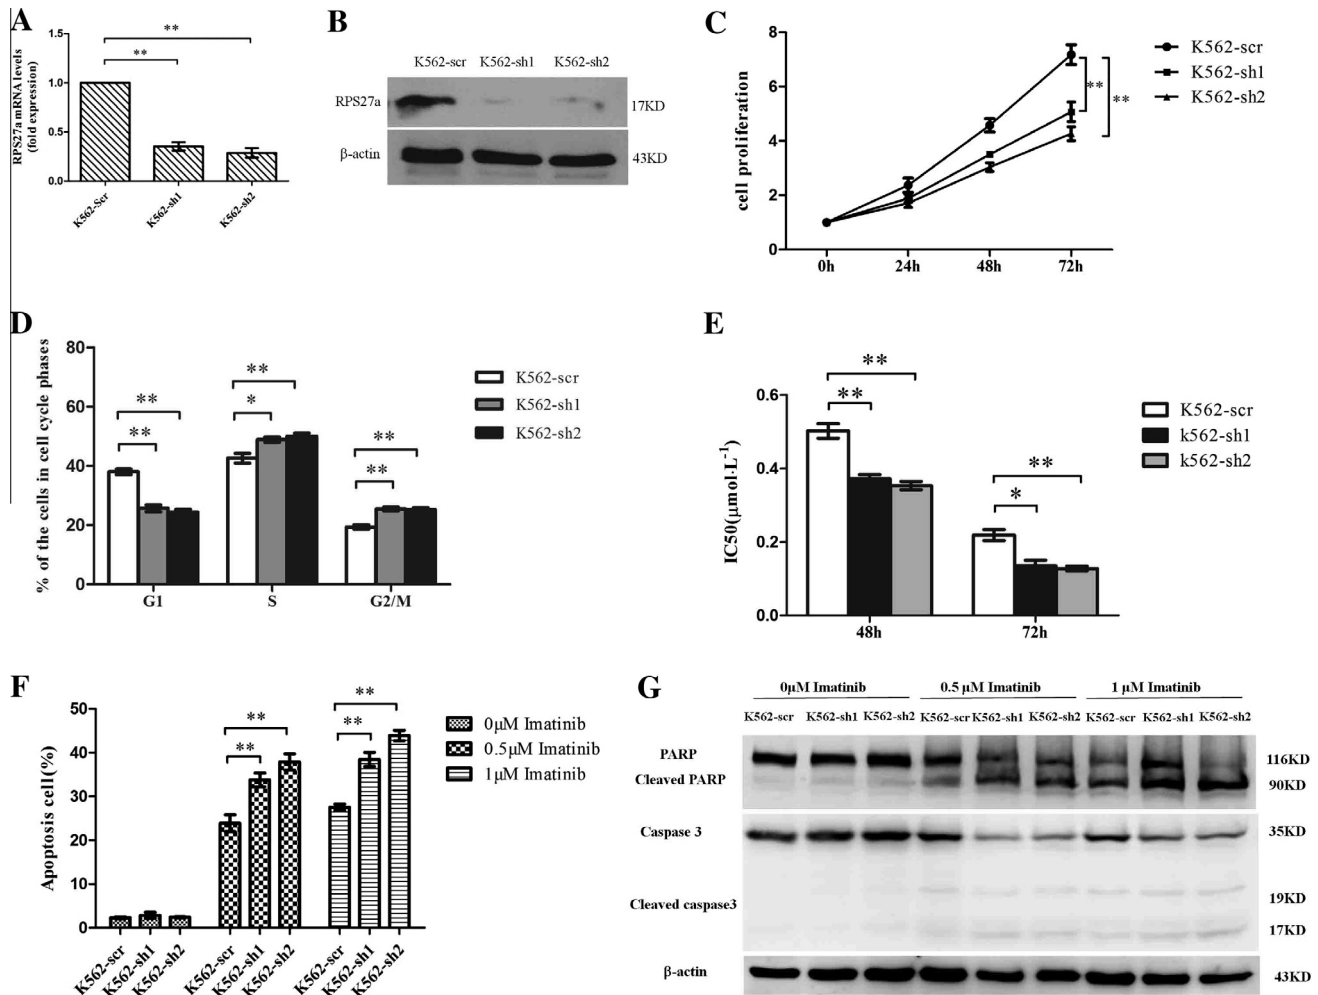 A
RPS27a mRNA levels
(fold expression)
1.5
1.0
0.5
0.0
**
**
K562-Scr
K562-sh1
K562-sh2
B
K562-scr K562-sh1 K562-sh2
RPS27a
17KD
β-actin
43KD
C
cell proliferation
8
6
4
2
0
0h 24h 48h 72h
**
**
K562-scr
K562-sh1
K562-sh2
D
% of the cells in cell cycle phases
80
60
40
20
0
**
**
**
*
**
**
G1 S G2/M
K562-scr
K562-sh1
K562-sh2
E
IC50(μmol·L-1)
0.6
0.4
0.2
0.0
**
**
**
*
48h 72h
K562-scr
k562-sh1
k562-sh2
F
Apoptosis cell(%)
50
40
30
20
10
0
**
**
**
**
K562-scr
K562-sh1
K562-sh2
K562-scr
K562-sh1
K562-sh2
K562-scr
K562-sh1
K562-sh2
0μM Imatinib
0.5μM Imatinib
1μM Imatinib
G
0μM Imatinib 0.5 μM Imatinib 1 μM Imatinib
K562-scr K562-sh1 K562-sh2 K562-scr K562-sh1 K562-sh2 K562-scr K562-sh1 K562-sh2
PARP
116KD
Cleaved PARP
90KD
Caspase 3
35KD
19KD
Cleaved caspase3
17KD
β-actin
43KD